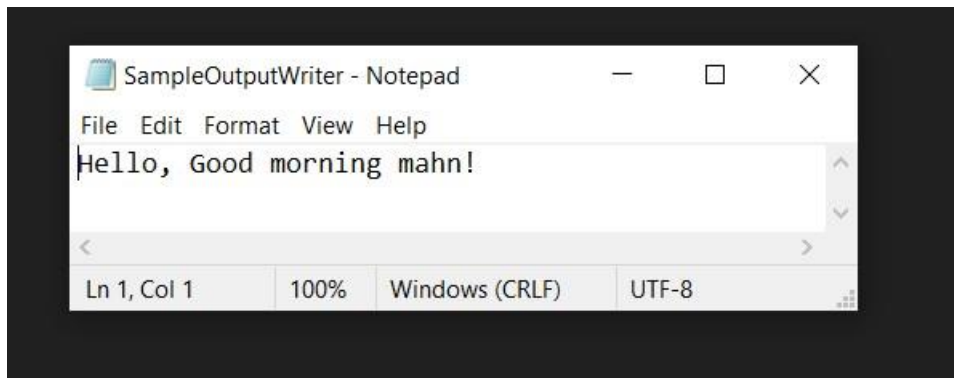 SampleOutputWriter - Notepad
File Edit Format View Help
Hello, Good morning mahn!
Ln 1, Col 1 100% Windows (CRLF) UTF-8